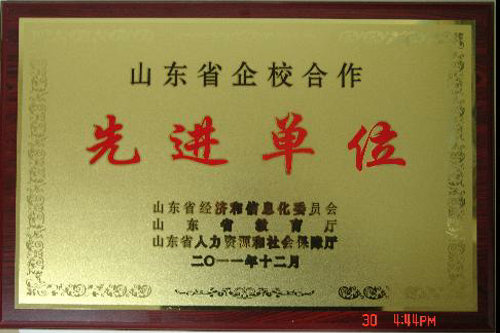 山东省企校合作
先进单位
山东省经济和信息化委员会
山东省教育厅
山东省人力资源和社会保障厅
二〇一一年十二月
30 4:44PM